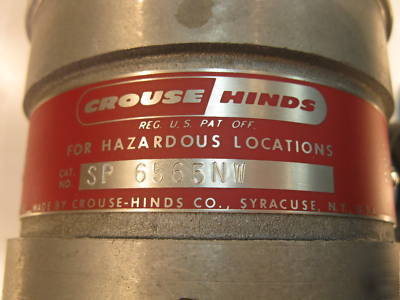 CROUSE HINDS
REG. U.S. PAT. OFF.
FOR HAZARDOUS LOCATIONS
CAT. NO. SP 6565NW
MADE BY CROUSE-HINDS CO., SYRACUSE, N.Y., U.S.A.